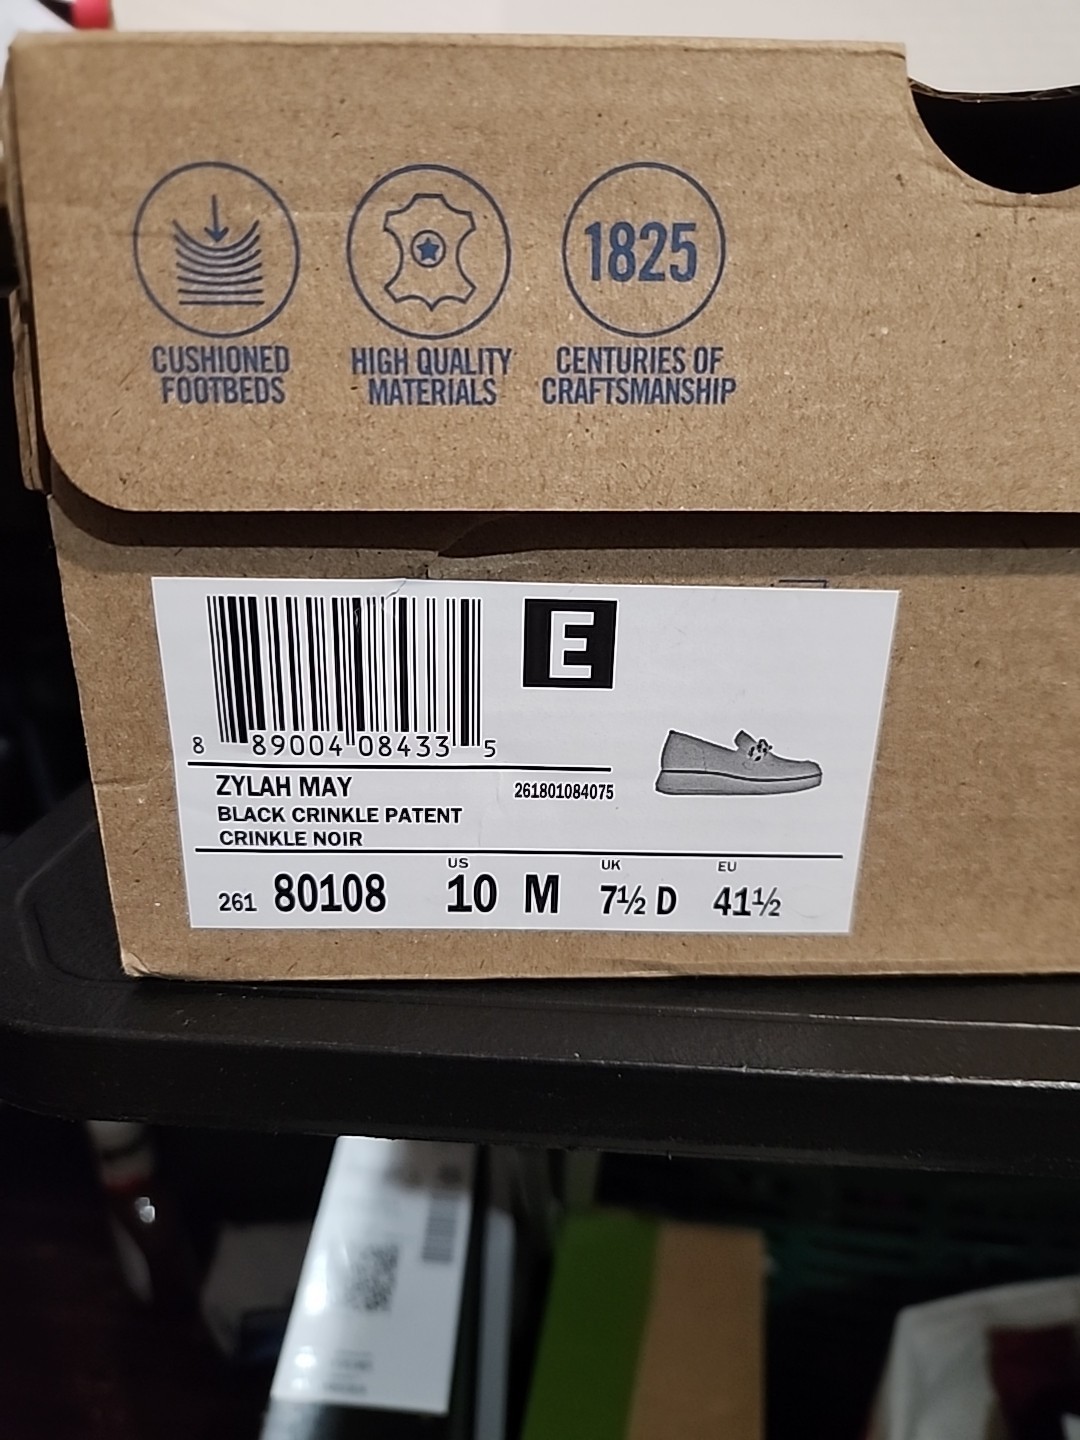 CUSHIONED
FOOTBEDS
HIGH QUALITY
MATERIALS
1825
CENTURIES OF
CRAFTSMANSHIP
E
8 89004 08433 5
ZYLAH MAY
261801084075
BLACK CRINKLE PATENT
CRINKLE NOIR
US UK EU
261 80108 10 M 7½ D 41½